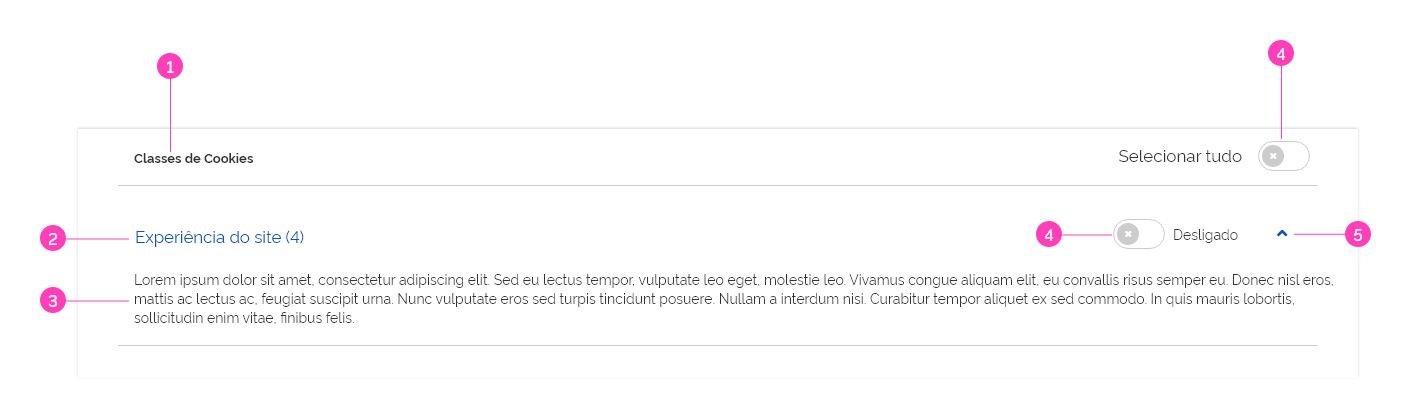 1
4
Classes de Cookies
Selecionar tudo
2
Experiência do site (4)
4
Desligado
5
Lorem ipsum dolor sit amet, consectetur adipiscing elit. Sed eu lectus tempor, vulputate leo eget, molestie leo. Vivamus congue aliquam elit, eu convallis risus semper eu. Donec nisl eros,
3
mattis ac lectus ac, feugiat suscipit urna. Nunc vulputate eros sed turpis tincidunt posuere. Nullam a interdum nisi. Curabitur tempor aliquet ex sed commodo. In quis mauris lobortis,
sollicitudin enim vitae, finibus felis.